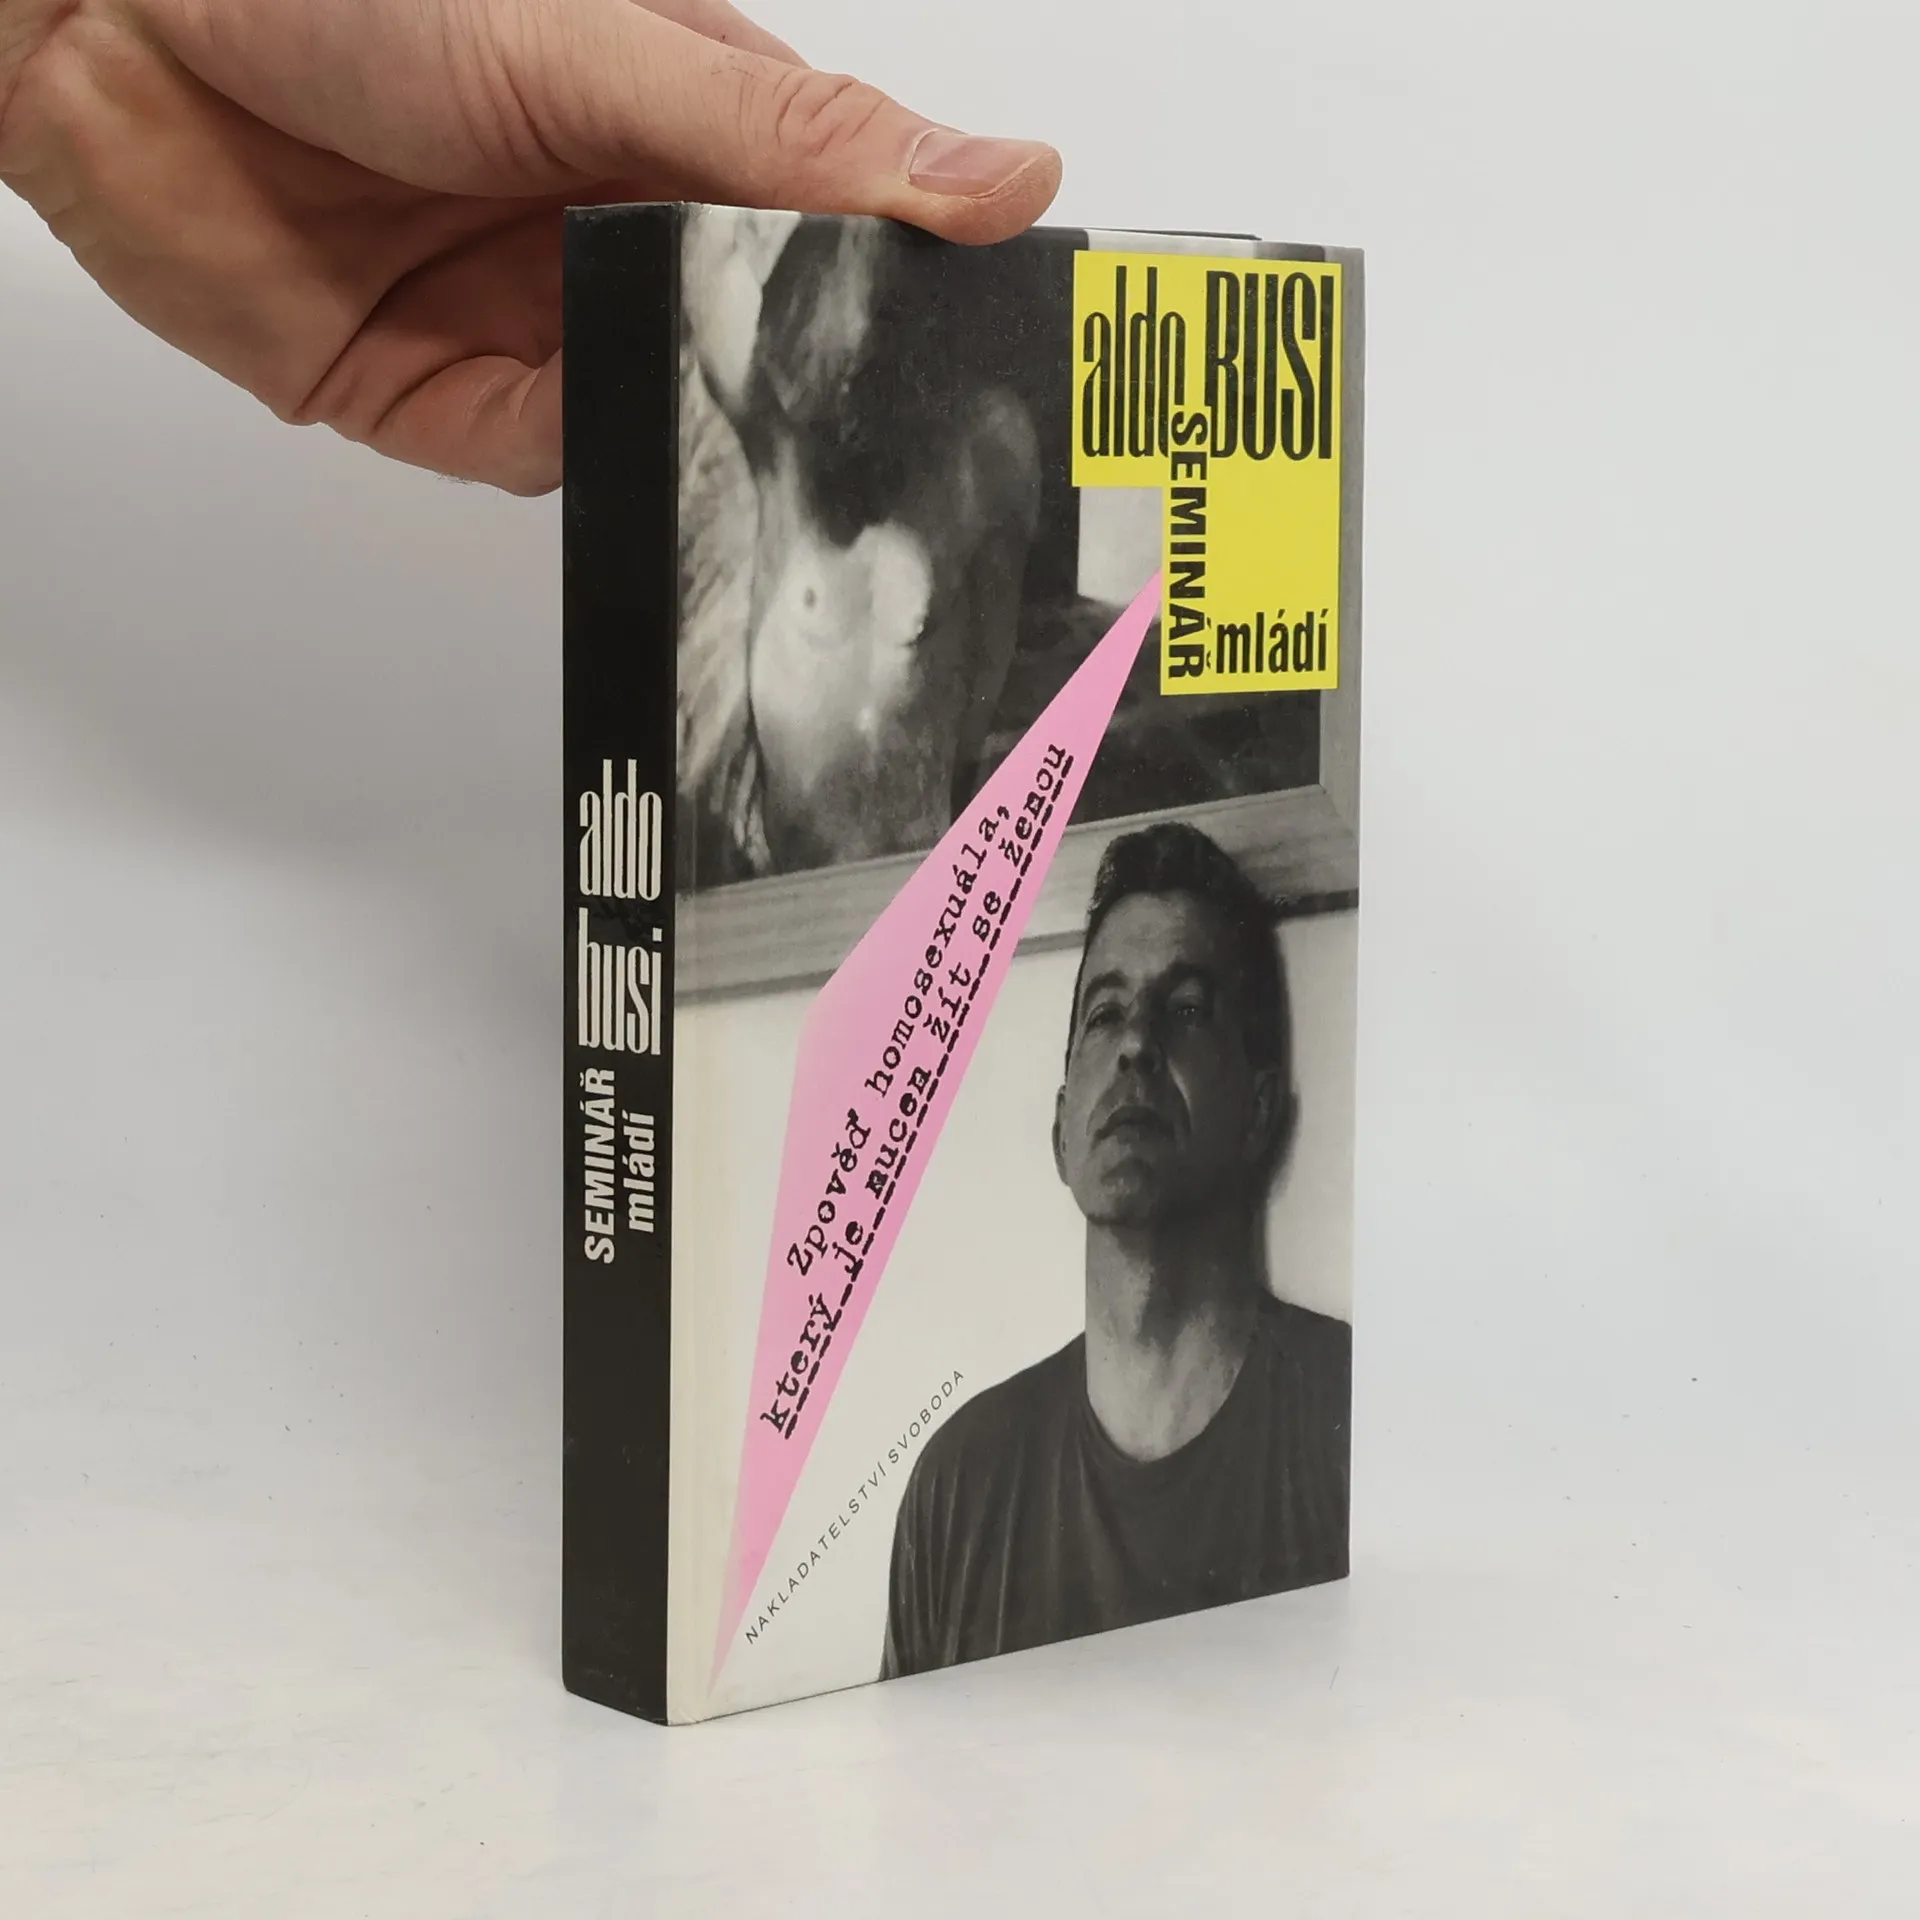 aldo BUSI
SEMINÁŘ
mládí
Zpověď homosexuála,
který je nucen žít se ženou
NAKLADATELSTVÍ SVOBODA
aldo
busi
SEMINÁŘ
mládí